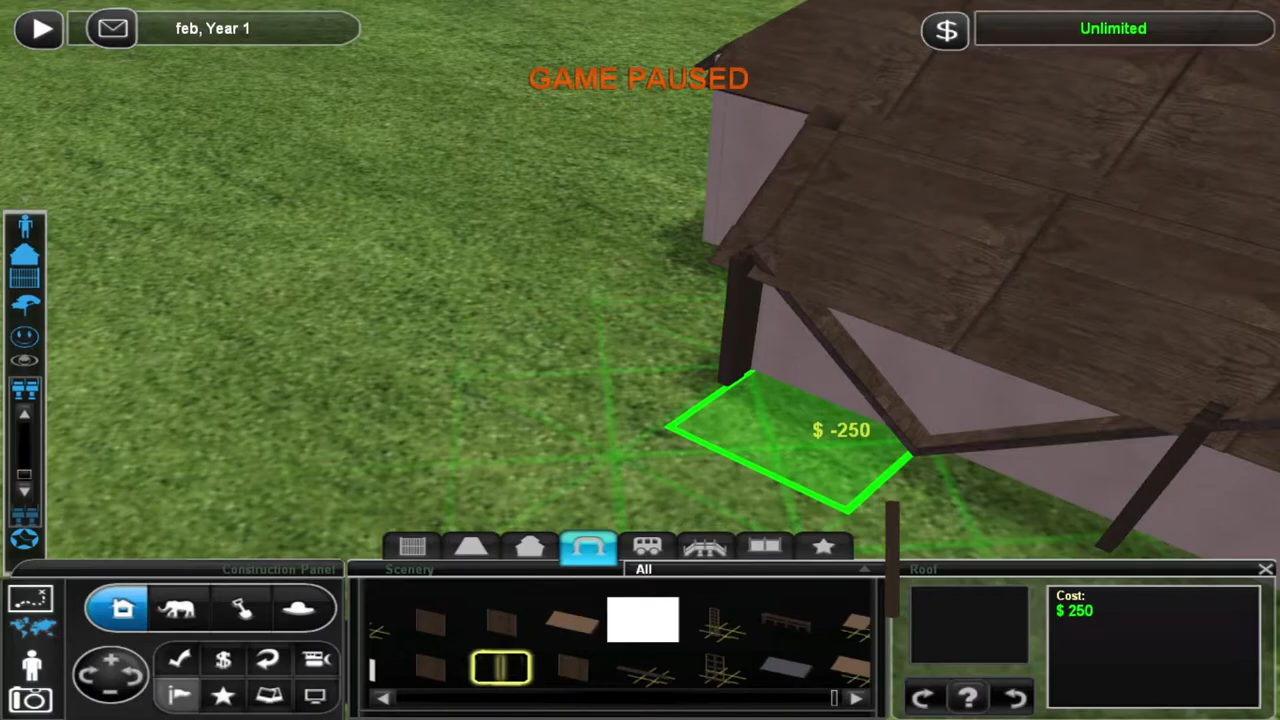 feb, Year 1
Unlimited
GAME PAUSED
$ -250
Construction Panel
Scenery
All
Roof
Cost:
$ 250